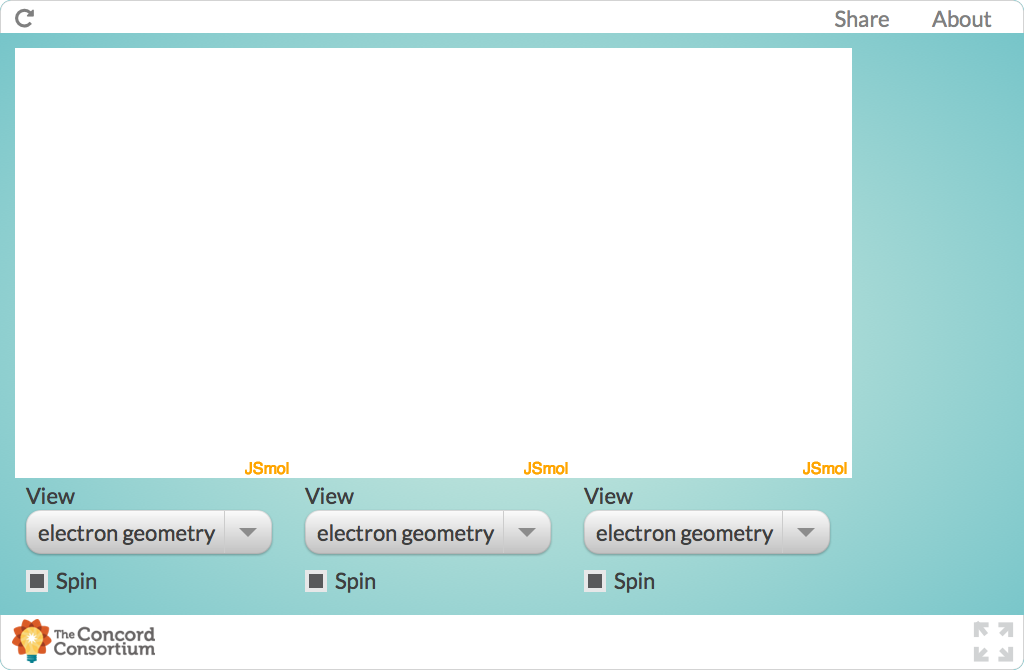 Share About
JSmol JSmol JSmol
View View View
electron geometry electron geometry electron geometry
Spin Spin Spin
The Concord
Consortium